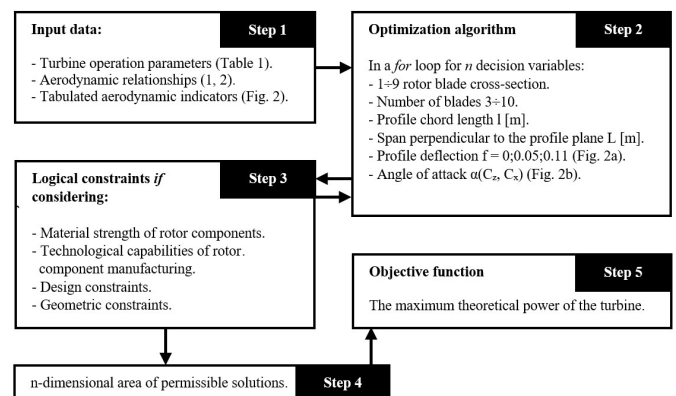 Input data:
Step 1
- Turbine operation parameters (Table 1).
- Aerodynamic relationships (1, 2).
- Tabulated aerodynamic indicators (Fig. 2).
Optimization algorithm
Step 2
In a for loop for n decision variables:
- 1÷9 rotor blade cross-section.
- Number of blades 3÷10.
- Profile chord length l [m].
- Span perpendicular to the profile plane L [m].
- Profile deflection f = 0;0.05;0.11 (Fig. 2a).
- Angle of attack α(Cz, Cx) (Fig. 2b).
Logical constraints if
considering:
Step 3
- Material strength of rotor components.
- Technological capabilities of rotor.
component manufacturing.
- Design constraints.
- Geometric constraints.
n-dimensional area of permissible solutions.
Step 4
Objective function
Step 5
The maximum theoretical power of the turbine.